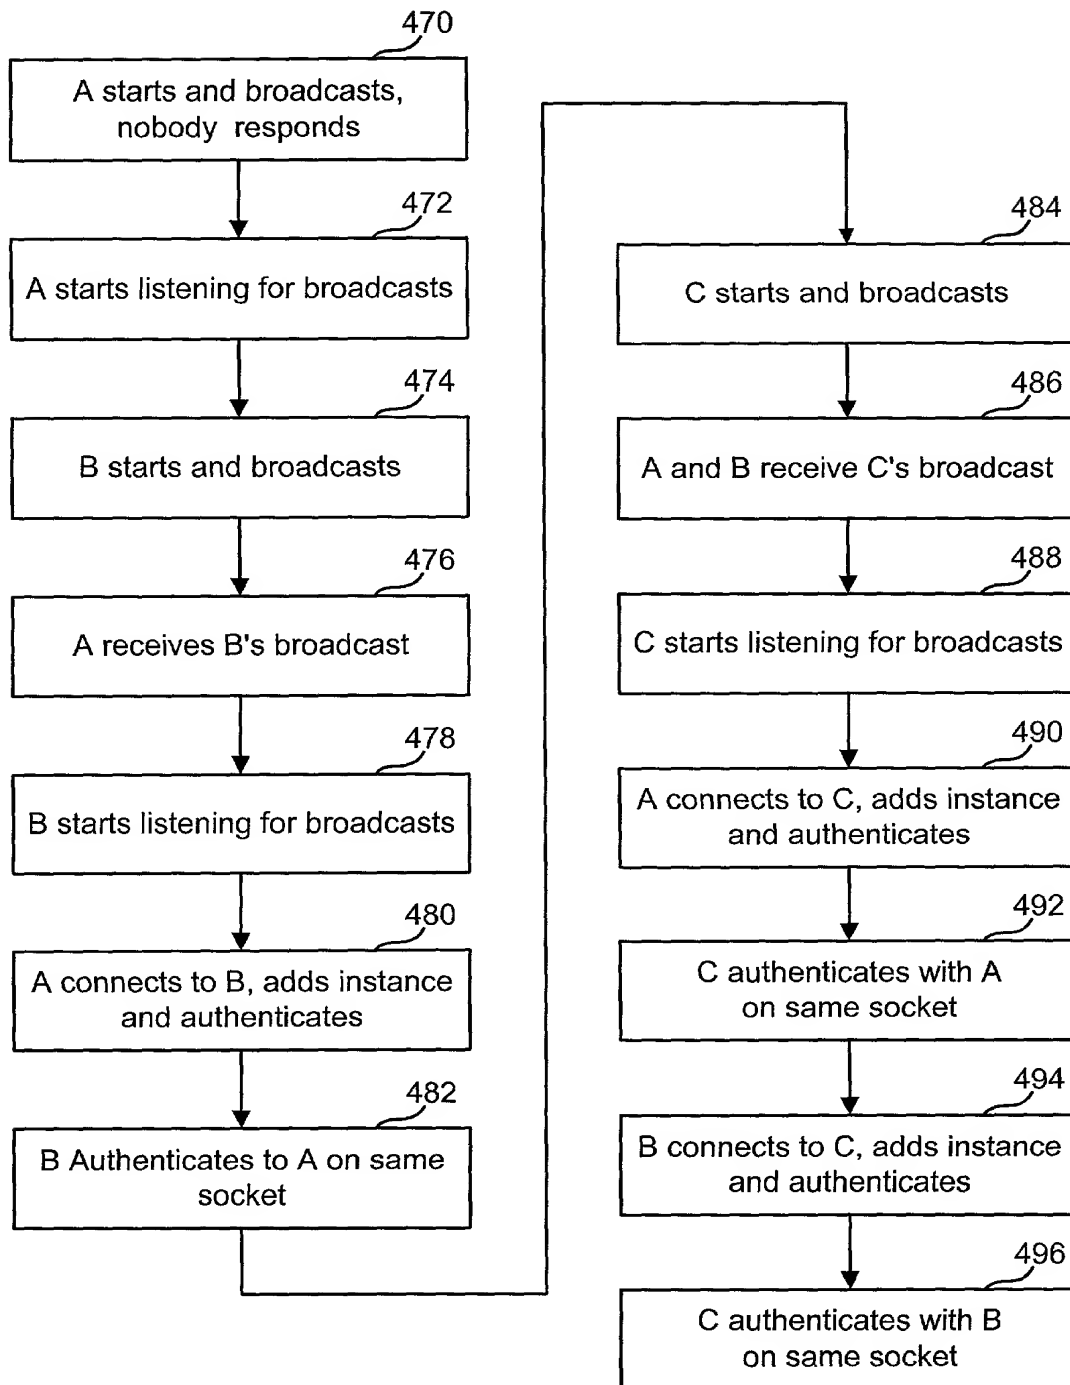 470
A starts and broadcasts,
nobody responds
472
A starts listening for broadcasts
474
B starts and broadcasts
476
A receives B's broadcast
478
B starts listening for broadcasts
480
A connects to B, adds instance
and authenticates
482
B Authenticates to A on same
socket
484
C starts and broadcasts
486
A and B receive C's broadcast
488
C starts listening for broadcasts
490
A connects to C, adds instance
and authenticates
492
C authenticates with A
on same socket
494
B connects to C, adds instance
and authenticates
496
C authenticates with B
on same socket